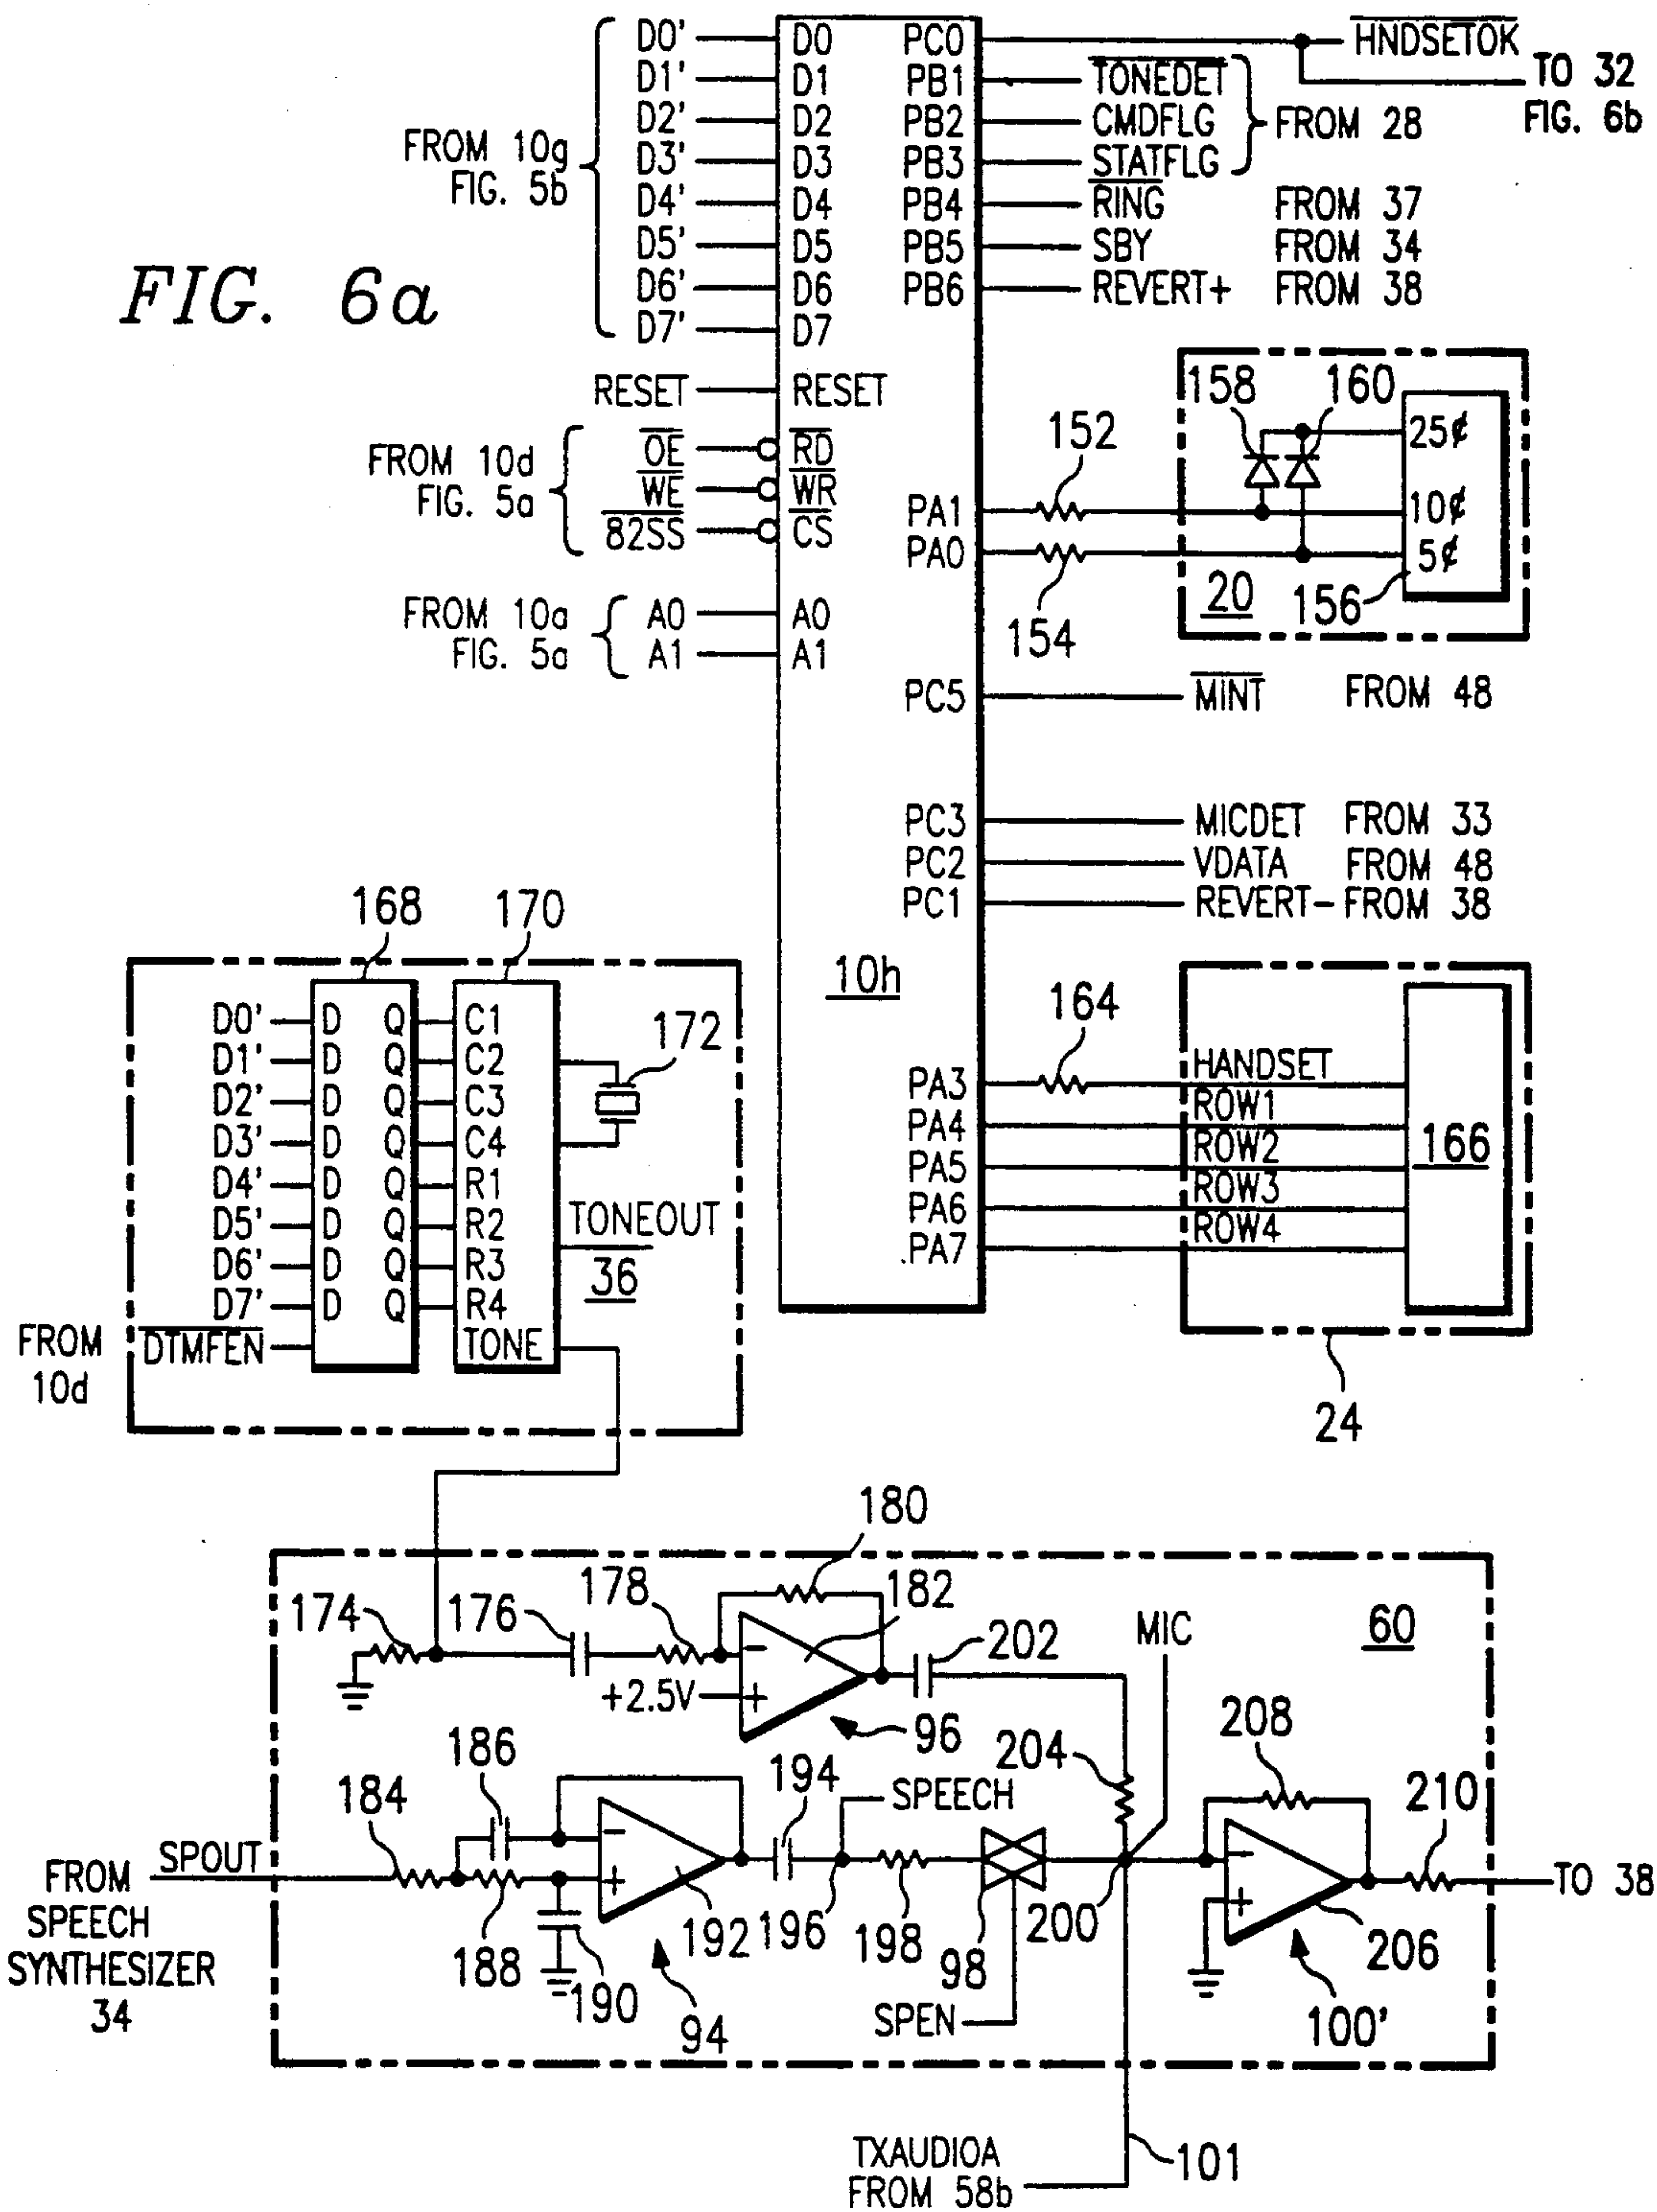 FIG. 6a
FROM 10g
FIG. 5b
D0'
D1'
D2'
D3'
D4'
D5'
D6'
D7'
RESET
FROM 10d
FIG. 5a
OE
WE
82SS
FROM 10a
FIG. 5a
A0
A1
D0
D1
D2
D3
D4
D5
D6
D7
RESET
RD
WR
CS
A0
A1
10h
PC0
PB1
PB2
PB3
PB4
PB5
PB6
PA1
PA0
PC5
PC3
PC2
PC1
PA3
PA4
PA5
PA6
PA7
HNDSETOK
TO 32
FIG. 6b
TONEDET
CMDFLG
STATFLG
FROM 28
RING FROM 37
SBY FROM 34
REVERT+ FROM 38
152
154
158
160
25¢
10¢
5¢
20
156
MINT FROM 48
MICDET FROM 33
VDATA FROM 48
REVERT- FROM 38
164
HANDSET
ROW1
ROW2
ROW3
ROW4
166
24
168
170
172
D0' D Q C1
D1' D Q C2
D2' D Q C3
D3' D Q C4
D4' D Q R1
D5' D Q R2
D6' D Q R3
D7' D Q R4
FROM
10d
DTMFEN
TONE
TONEOUT
36
180
174
176
178
182
202
MIC
60
+2.5V
-
+
96
204
208
210
186
194
SPEECH
184
SPOUT
FROM
SPEECH
SYNTHESIZER
34
-
+
188
190
192
94
196
198
98
200
SPEN
-
+
206
100'
TO 38
TXAUDIOA
FROM 58b
101